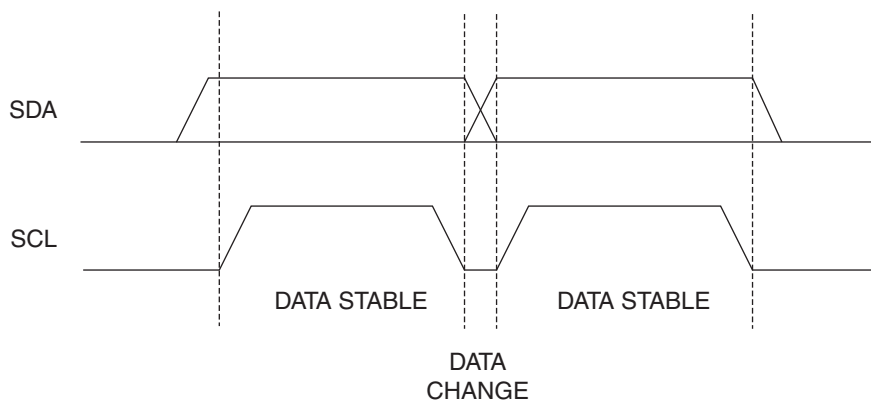 SDA
SCL
DATA STABLE
DATA STABLE
DATA
CHANGE